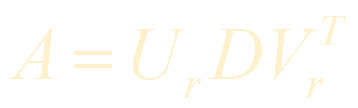 A = U_r D V_r^T